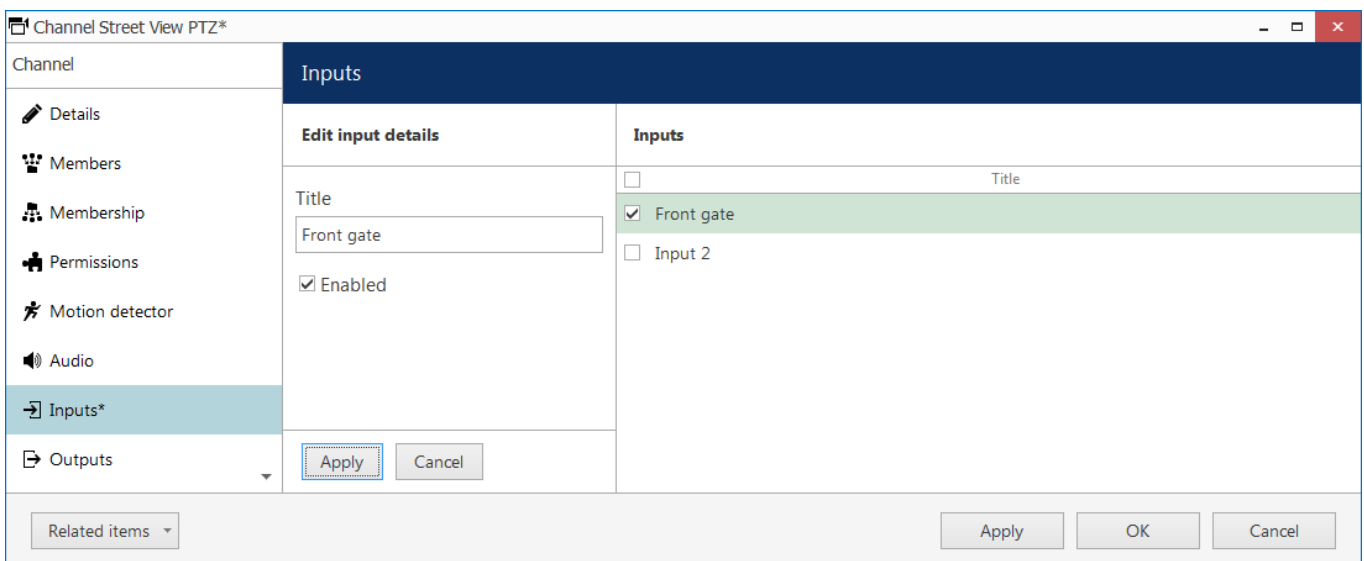 Channel Street View PTZ*
Channel
Inputs
Details
Members
Membership
Permissions
Motion detector
Audio
Inputs*
Outputs
Edit input details
Title
Front gate
Enabled
Apply
Cancel
Inputs
Title
Front gate
Input 2
Related items
Apply
OK
Cancel